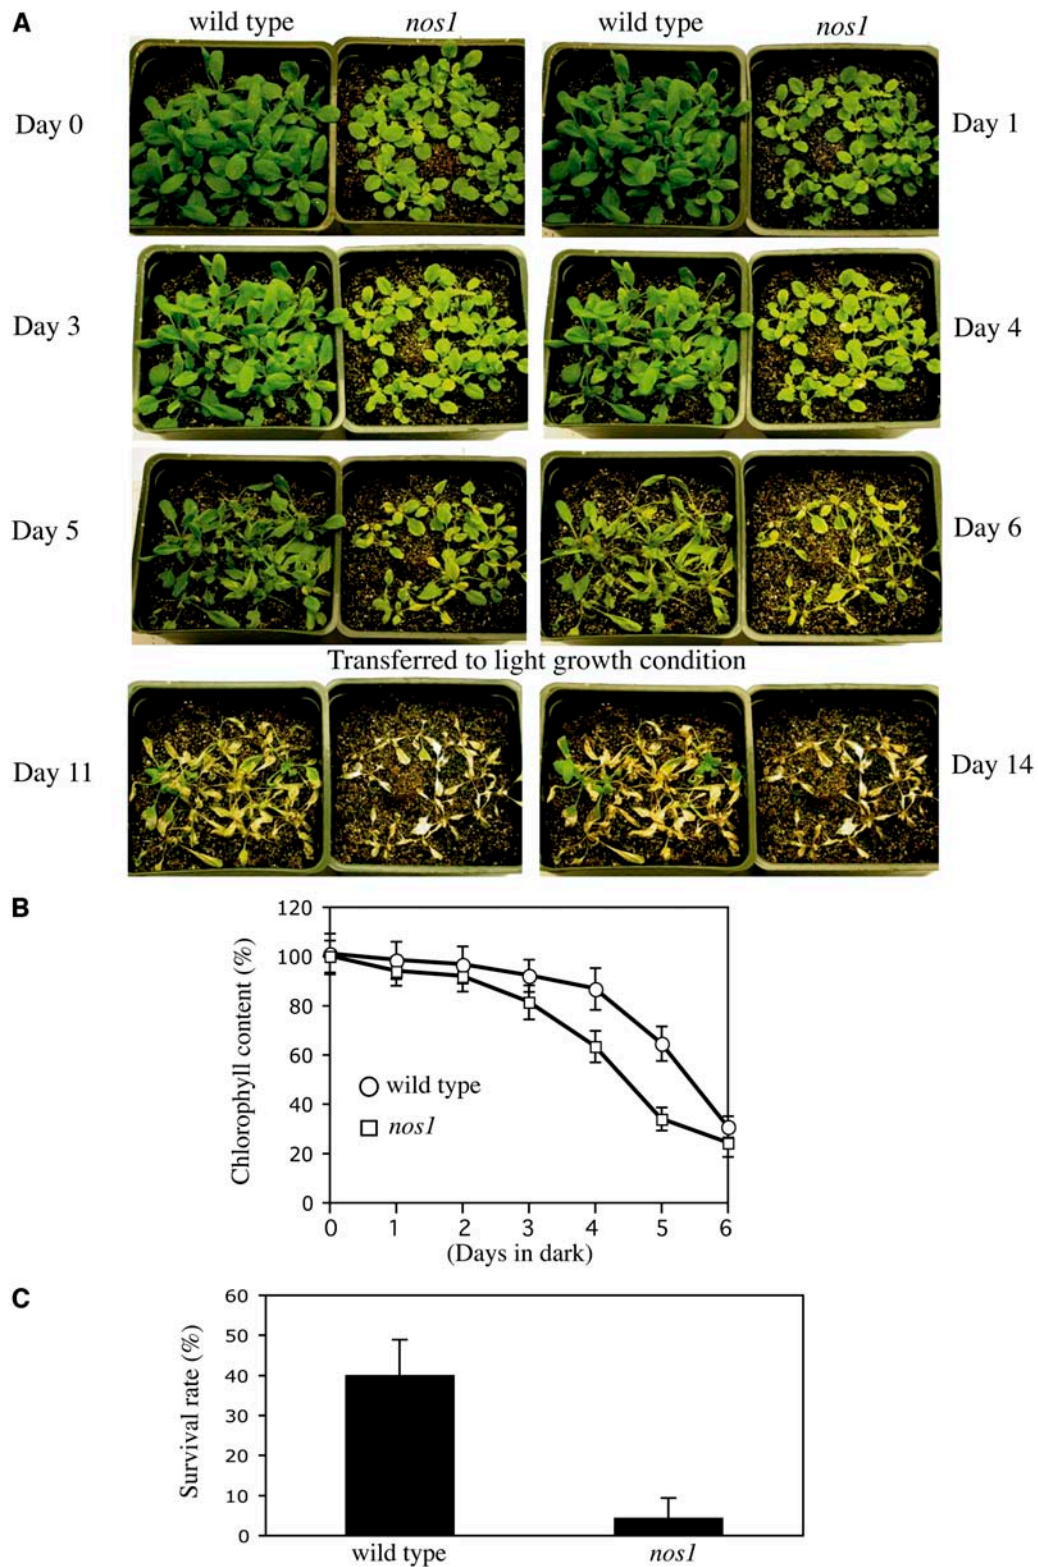 A
wild type nos1 wild type nos1
Day 0
Day 1
Day 3
Day 4
Day 5
Day 6
Transferred to light growth condition
Day 11
Day 14
B
120
100
80
60
40
20
0
Chlorophyll content (%)
wild type
nos1
0 1 2 3 4 5 6
(Days in dark)
C
60
50
40
30
20
10
0
Survival rate (%)
wild type nos1